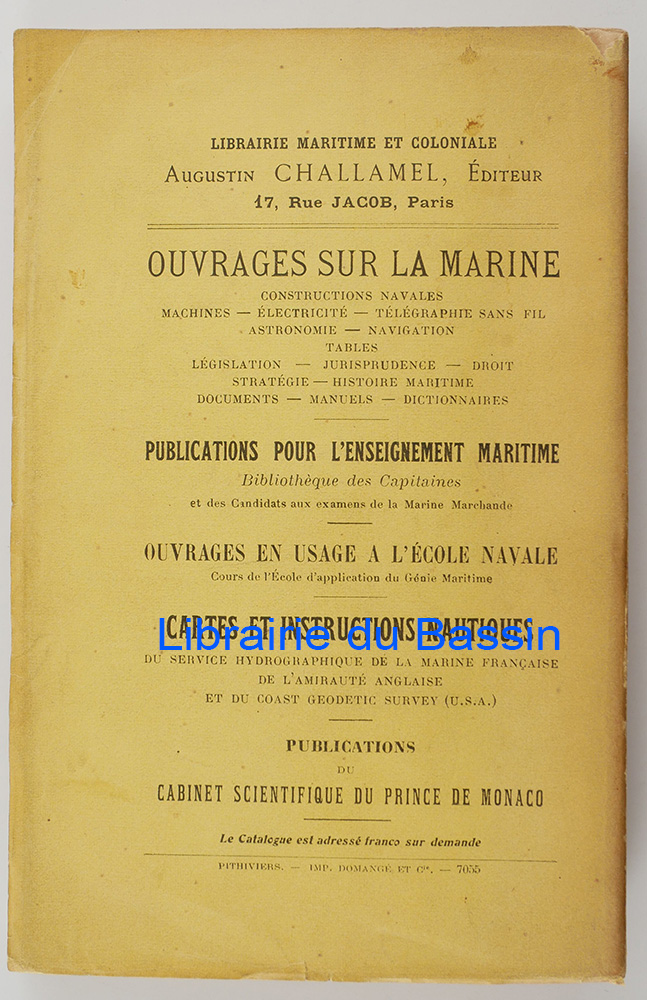 LIBRAIRIE MARITIME ET COLONIALE
AUGUSTIN CHALLAMEL, ÉDITEUR
17, Rue JACOB, Paris
OUVRAGES SUR LA MARINE
CONSTRUCTIONS NAVALES
MACHINES — ÉLECTRICITÉ — TÉLÉGRAPHIE SANS FIL
ASTRONOMIE — NAVIGATION
TABLES
LÉGISLATION — JURISPRUDENCE — DROIT
STRATÉGIE — HISTOIRE MARITIME
DOCUMENTS — MANUELS — DICTIONNAIRES
PUBLICATIONS POUR L'ENSEIGNEMENT MARITIME
Bibliothèque des Capitaines
et des Candidats aux examens de la Marine Marchande
OUVRAGES EN USAGE A L'ÉCOLE NAVALE
Cours de l'École d'application du Génie Maritime
CARTES ET INSTRUCTIONS NAUTIQUES
Librairie du Bassin
DU SERVICE HYDROGRAPHIQUE DE LA MARINE FRANÇAISE
DE L'AMIRAUTÉ ANGLAISE
ET DU COAST GEODETIC SURVEY (U.S.A.)
PUBLICATIONS
DU
CABINET SCIENTIFIQUE DU PRINCE DE MONACO
Le Catalogue est adressé franco sur demande
PITHIVIERS. — IMP. DOMANGÉ ET Cie. — 7055